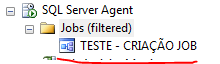 SQL Server Agent
Jobs (filtered)
TESTE - CRIAÇÃO JOB